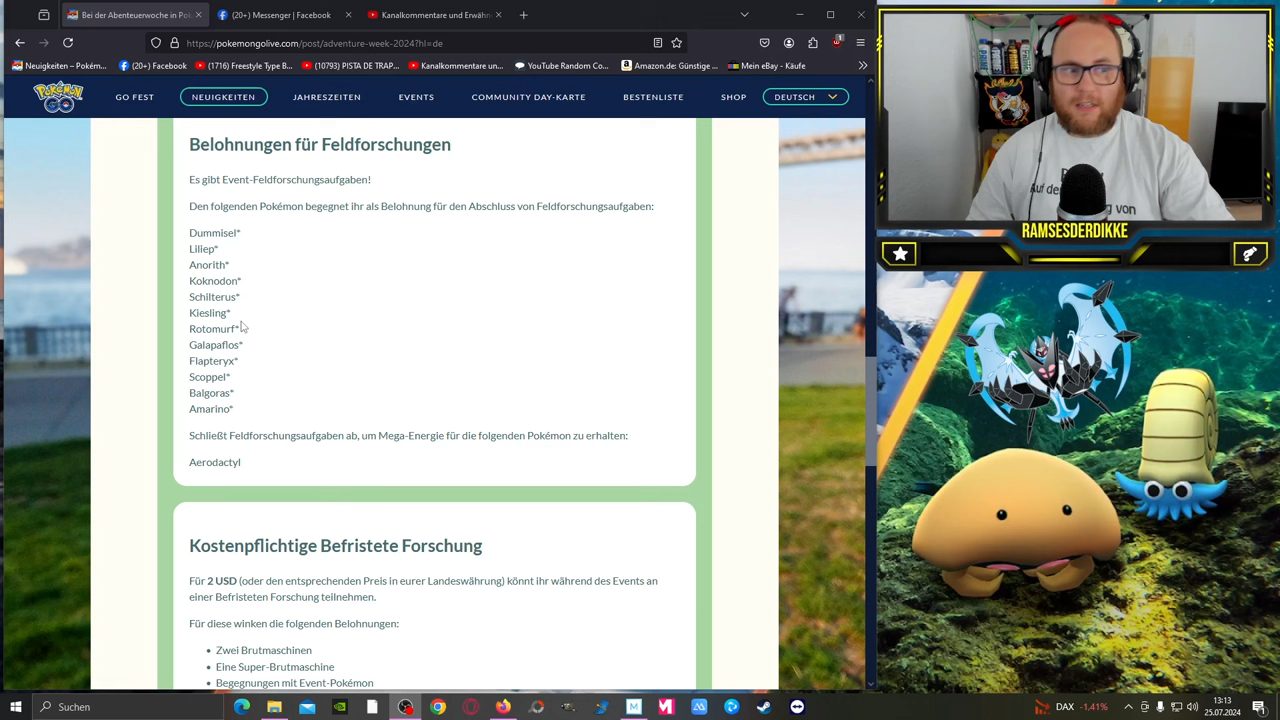 Bei der Abenteuerwoche in Pok
(20+) Messenger | Facebook
Kanalkommentare und Erwähn
https://pokemongolive.com/post/adventure-week-2024?hl=de
Neuigkeiten – Pokém...
(20+) Facebook
(1716) Freestyle Type B...
(10793) PISTA DE TRAP...
Kanalkommentare un...
YouTube Random Co...
Amazon.de: Günstige ...
Mein eBay - Käufe
POKÉMON GO
GO FEST
NEUIGKEITEN
JAHRESZEITEN
EVENTS
COMMUNITY DAY-KARTE
BESTENLISTE
SHOP
DEUTSCH
Belohnungen für Feldforschungen
Es gibt Event-Feldforschungsaufgaben!
Den folgenden Pokémon begegnet ihr als Belohnung für den Abschluss von Feldforschungsaufgaben:
Dummisel*
Liliep*
Anorith*
Koknodon*
Schilterus*
Kiesling*
Rotomurf*
Galapaflos*
Flapteryx*
Scoppel*
Balgoras*
Amarino*
Schließt Feldforschungsaufgaben ab, um Mega-Energie für die folgenden Pokémon zu erhalten:
Aerodactyl
Kostenpflichtige Befristete Forschung
Für 2 USD (oder den entsprechenden Preis in eurer Landeswährung) könnt ihr während des Events an
einer Befristeten Forschung teilnehmen.
Für diese winken die folgenden Belohnungen:
• Zwei Brutmaschinen
• Eine Super-Brutmaschine
• Begegnungen mit Event-Pokémon
Auf de
g von
RAMSESDERDIKKE
Suchen
DAX -1,41%
13:13
25.07.2024